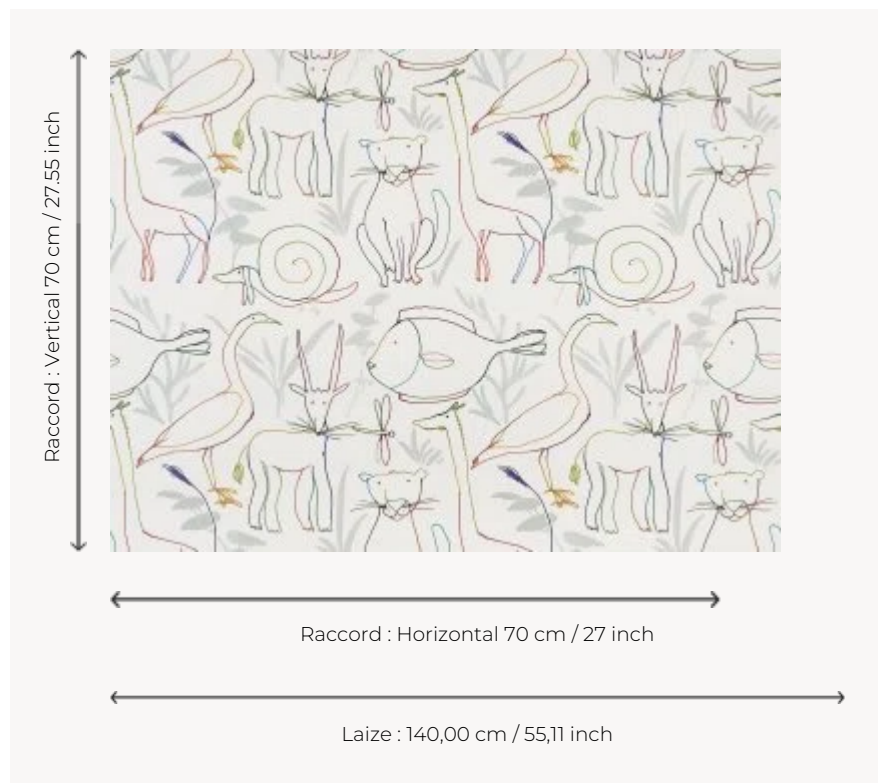 Raccord : Vertical 70 cm / 27.55 inch
Raccord : Horizontal 70 cm / 27 inch
Laize : 140,00 cm / 55,11 inch